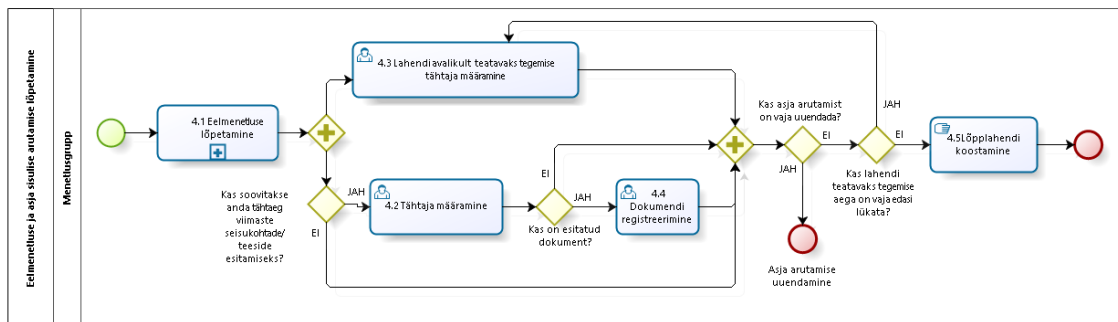 Eelmenetluse ja asja sisulise arutamise lõpetamine
Menetlusgrupp
4.1 Eelmenetluse
lõpetamine
4.3 Lahendi avalikult teatavaks tegemise
tähtaja määramine
Kas soovitakse
anda tähtaeg
viimaste
seisukohtade/
teeside
esitamiseks?
JAH
EI
4.2 Tähtaja määramine
EI
JAH
Kas on esitatud
dokument?
4.4
Dokumendi
registreerimine
Kas asja arutamist
on vaja uuendada?
EI
JAH
Asja arutamise
uuendamine
JAH
EI
Kas lahendi
teatavaks tegemise
aega on vaja edasi
lükata?
4.5 Lõpplahendi
koostamine